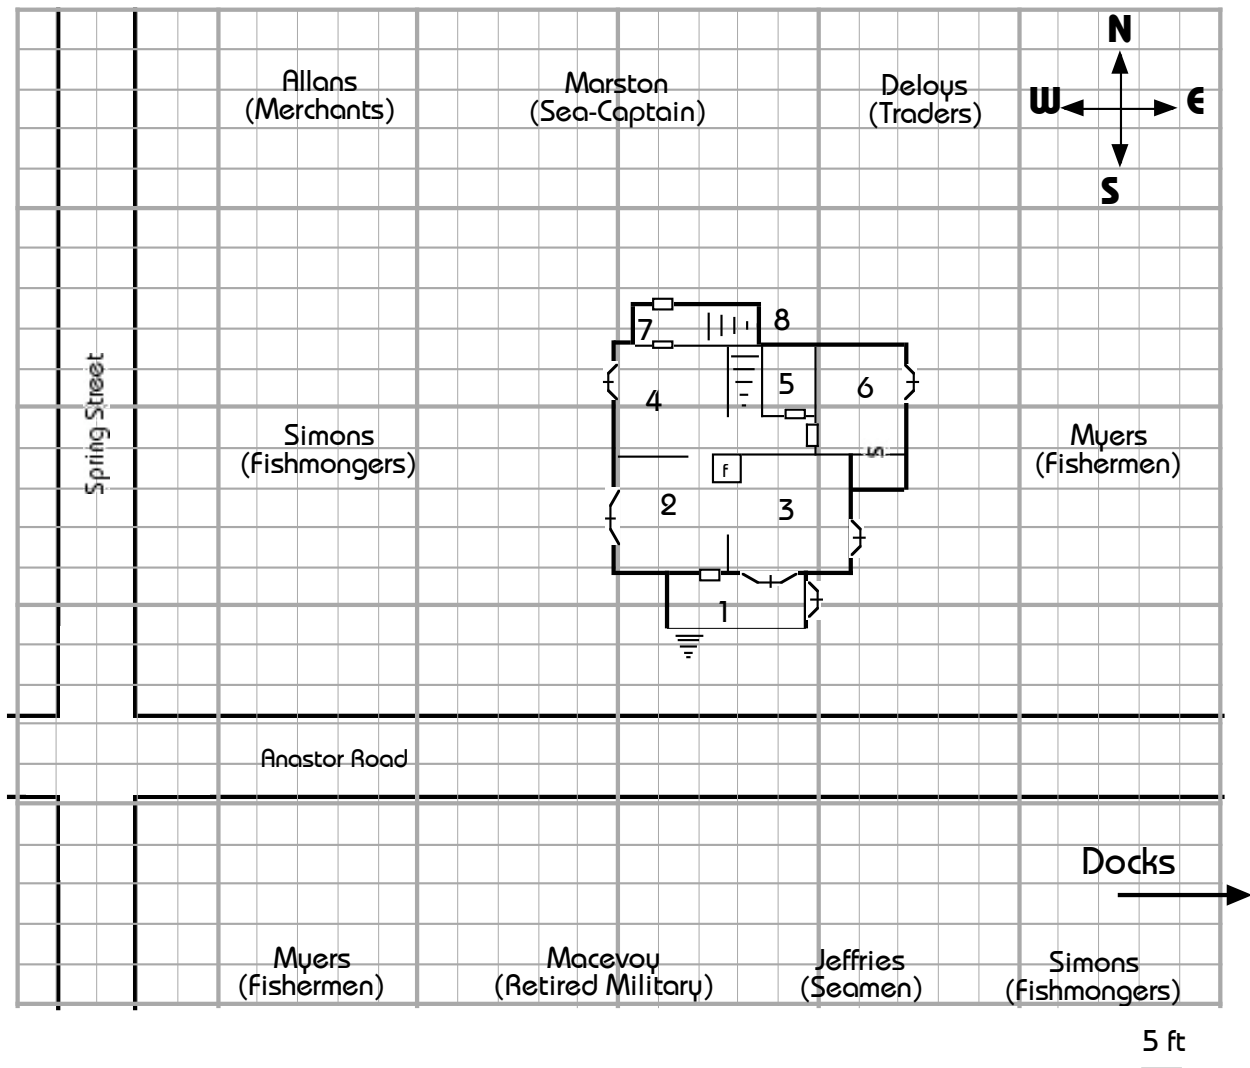 N
Allans
(Merchants)
Marston
(Sea-Captain)
Deloys
(Traders)
W
E
S
7
8
4
5
6
Spring Street
Simons
(Fishmongers)
Myers
(Fishermen)
S
f
2
3
1
Anastor Road
Docks
Myers
(Fishermen)
Macevoy
(Retired Military)
Jeffries
(Seamen)
Simons
(Fishmongers)
5 ft